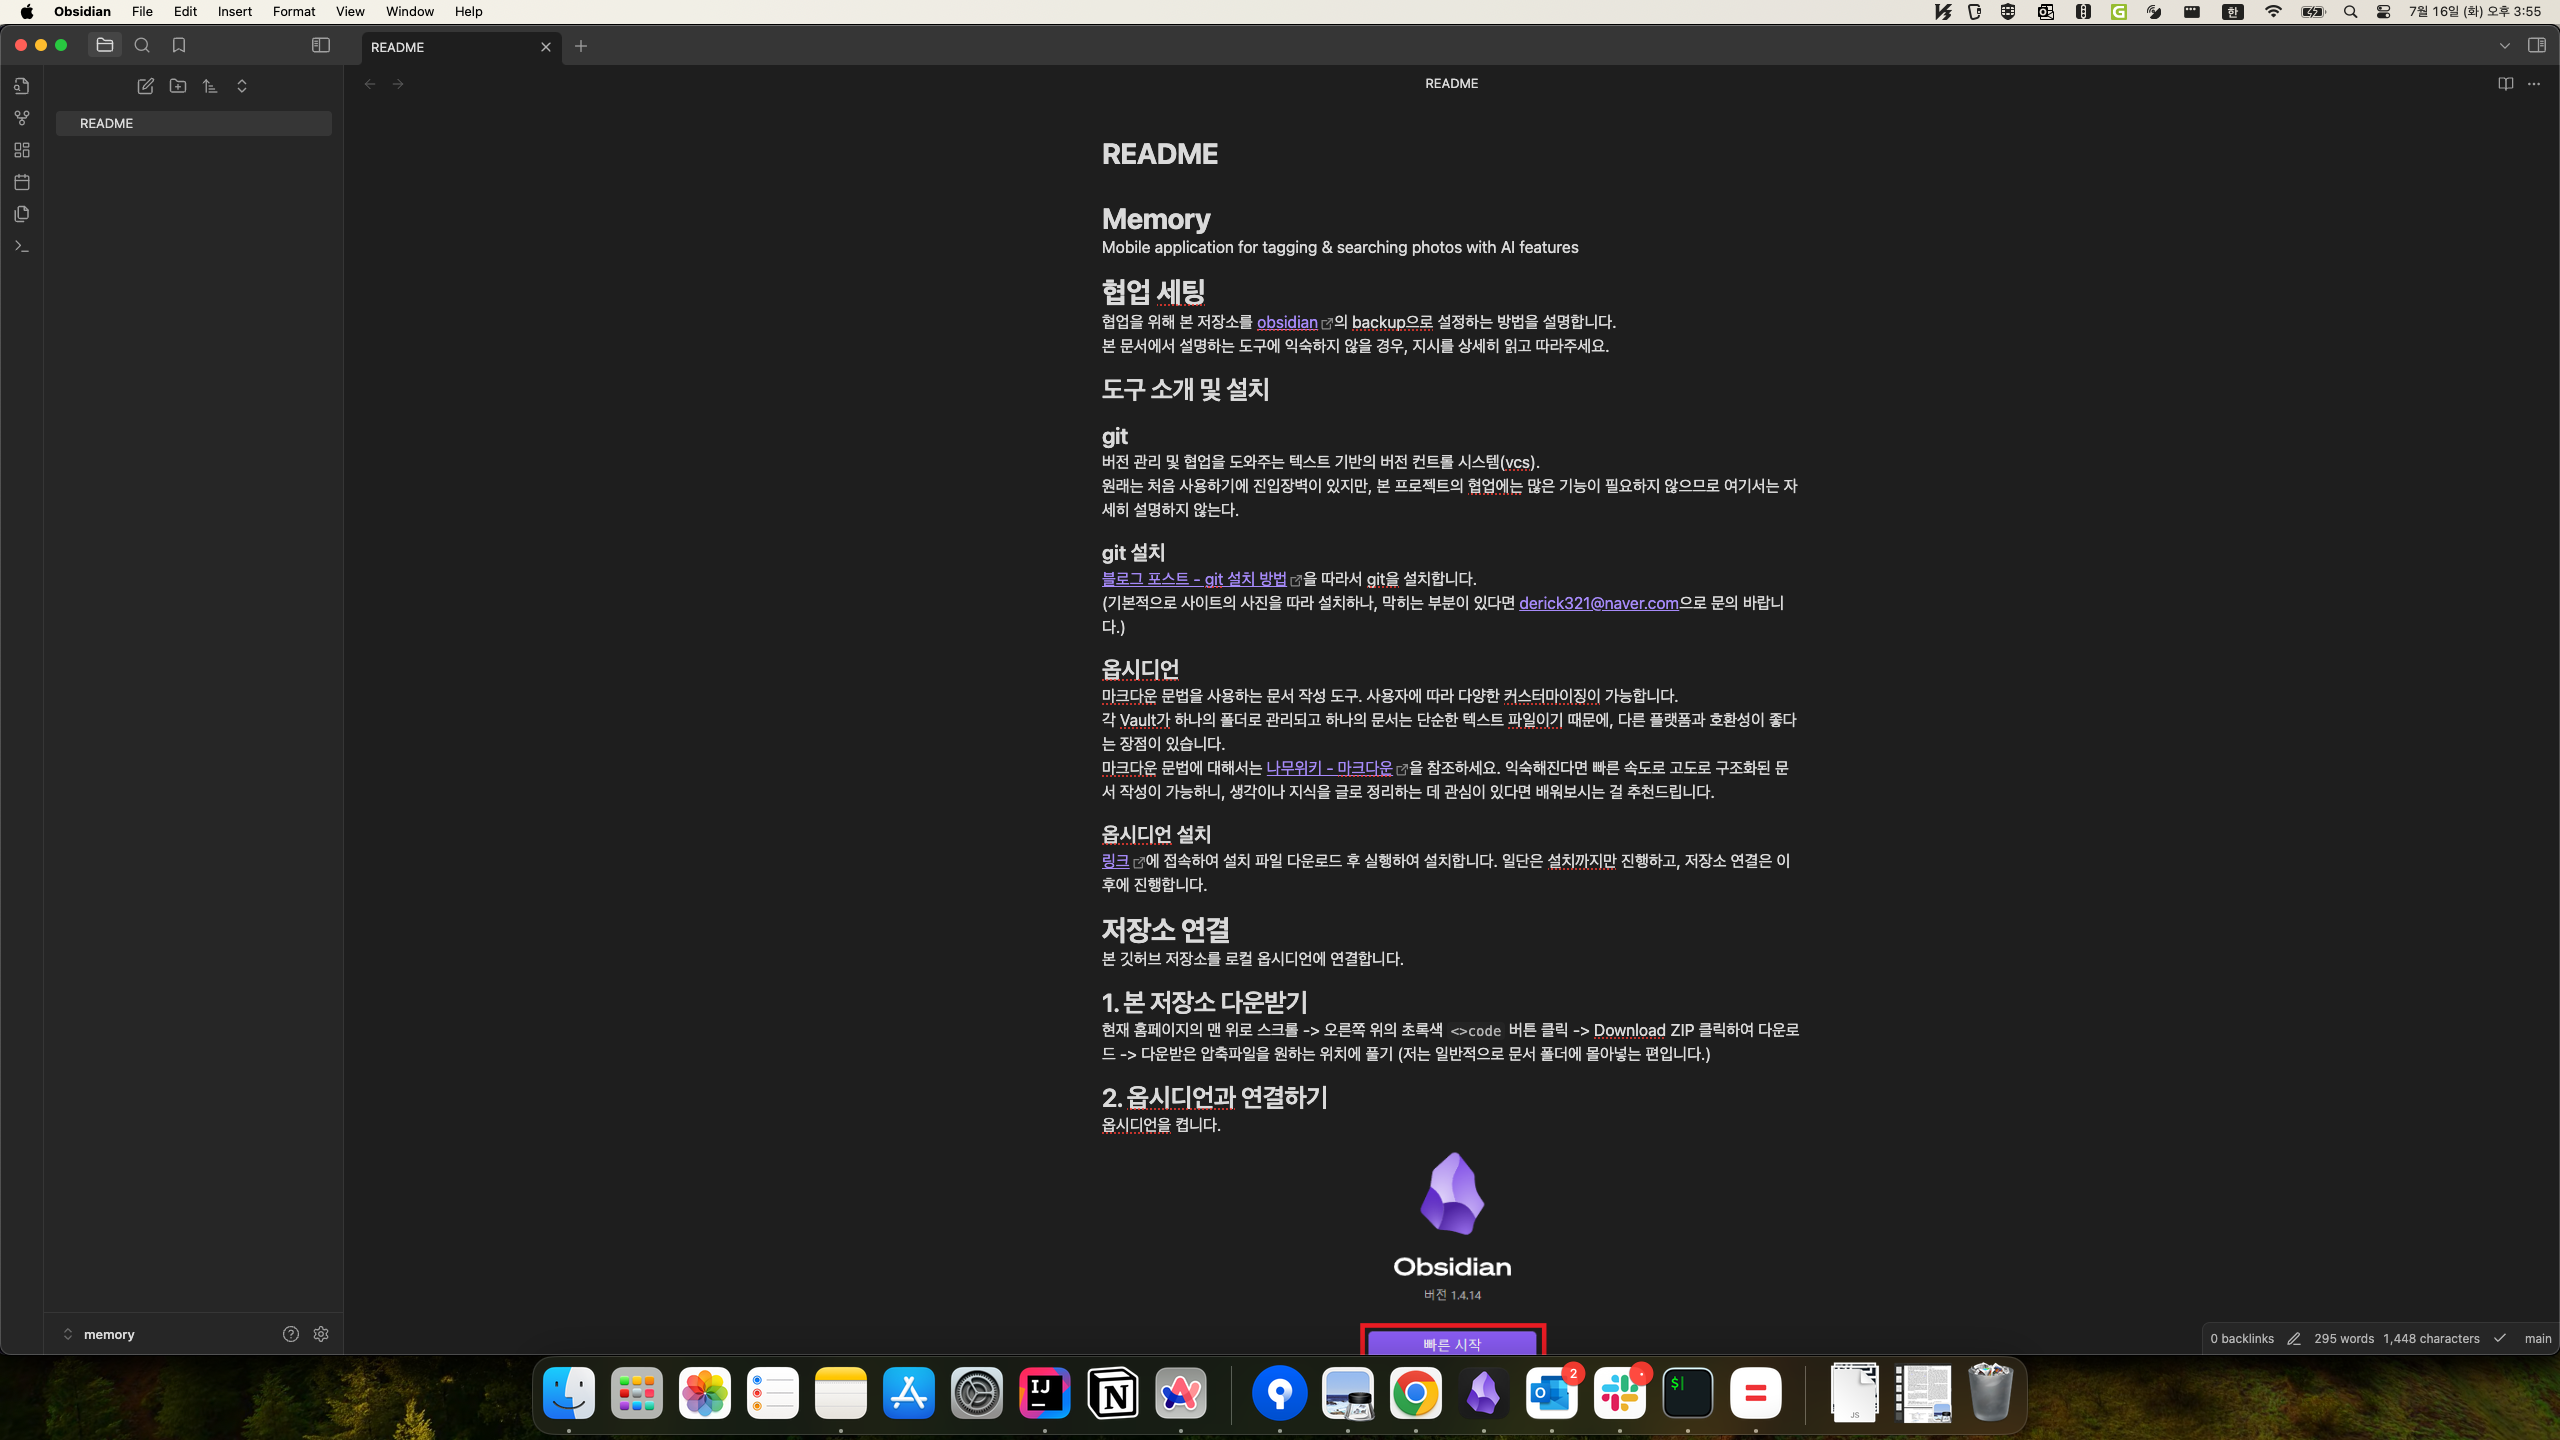 Obsidian File Edit Insert Format View Window Help
한 7월 16일 (화) 오후 3:55
README
README
README
README
Memory
Mobile application for tagging & searching photos with AI features
협업 세팅
협업을 위해 본 저장소를 obsidian의 backup으로 설정하는 방법을 설명합니다.
본 문서에서 설명하는 도구에 익숙하지 않을 경우, 지시를 상세히 읽고 따라주세요.
도구 소개 및 설치
git
버전 관리 및 협업을 도와주는 텍스트 기반의 버전 컨트롤 시스템(vcs).
원래는 처음 사용하기에 진입장벽이 있지만, 본 프로젝트의 협업에는 많은 기능이 필요하지 않으므로 여기서는 자
세히 설명하지 않는다.
git 설치
블로그 포스트 - git 설치 방법을 따라서 git을 설치합니다.
(기본적으로 사이트의 사진을 따라 설치하나, 막히는 부분이 있다면 derick321@naver.com으로 문의 바랍니
다.)
옵시디언
마크다운 문법을 사용하는 문서 작성 도구. 사용자에 따라 다양한 커스터마이징이 가능합니다.
각 Vault가 하나의 폴더로 관리되고 하나의 문서는 단순한 텍스트 파일이기 때문에, 다른 플랫폼과 호환성이 좋다
는 장점이 있습니다.
마크다운 문법에 대해서는 나무위키 - 마크다운을 참조하세요. 익숙해진다면 빠른 속도로 고도로 구조화된 문
서 작성이 가능하니, 생각이나 지식을 글로 정리하는 데 관심이 있다면 배워보시는 걸 추천드립니다.
옵시디언 설치
링크에 접속하여 설치 파일 다운로드 후 실행하여 설치합니다. 일단은 설치까지만 진행하고, 저장소 연결은 이
후에 진행합니다.
저장소 연결
본 깃허브 저장소를 로컬 옵시디언에 연결합니다.
1. 본 저장소 다운받기
현재 홈페이지의 맨 위로 스크롤 -> 오른쪽 위의 초록색 <>code 버튼 클릭 -> Download ZIP 클릭하여 다운로
드 -> 다운받은 압축파일을 원하는 위치에 풀기 (저는 일반적으로 문서 폴더에 몰아넣는 편입니다.)
2. 옵시디언과 연결하기
옵시디언을 켭니다.
Obsidian
버전 1.4.14
빠른 시작
memory
0 backlinks 295 words 1,448 characters main
IJ
2
$
JS